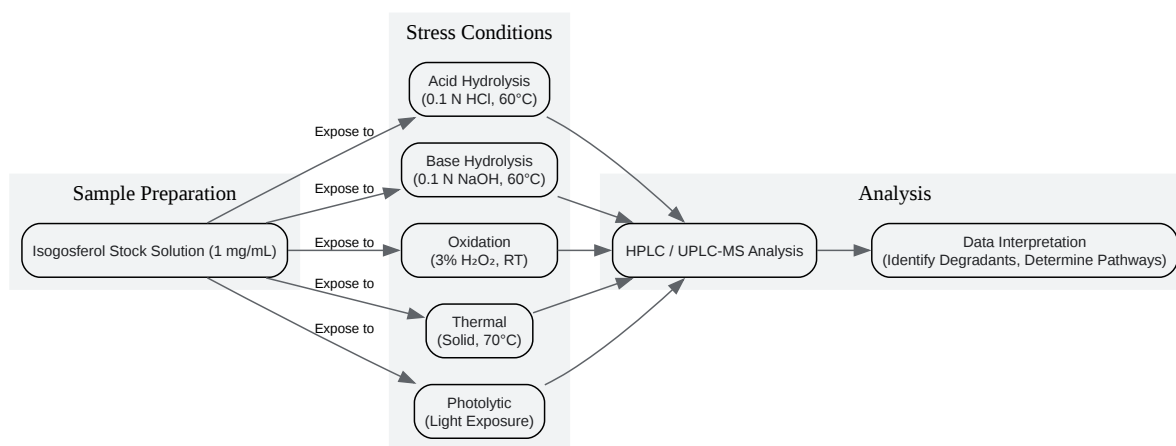 Stress Conditions
Acid Hydrolysis
(0.1 N HCl, 60°C)
Expose to
Base Hydrolysis
(0.1 N NaOH, 60°C)
Expose to
Sample Preparation
Analysis
Isogosferol Stock Solution (1 mg/mL)
Expose to
Oxidation
(3% H₂O₂, RT)
HPLC / UPLC-MS Analysis
Data Interpretation
(Identify Degradants, Determine Pathways)
Expose to
Thermal
(Solid, 70°C)
Expose to
Photolytic
(Light Exposure)